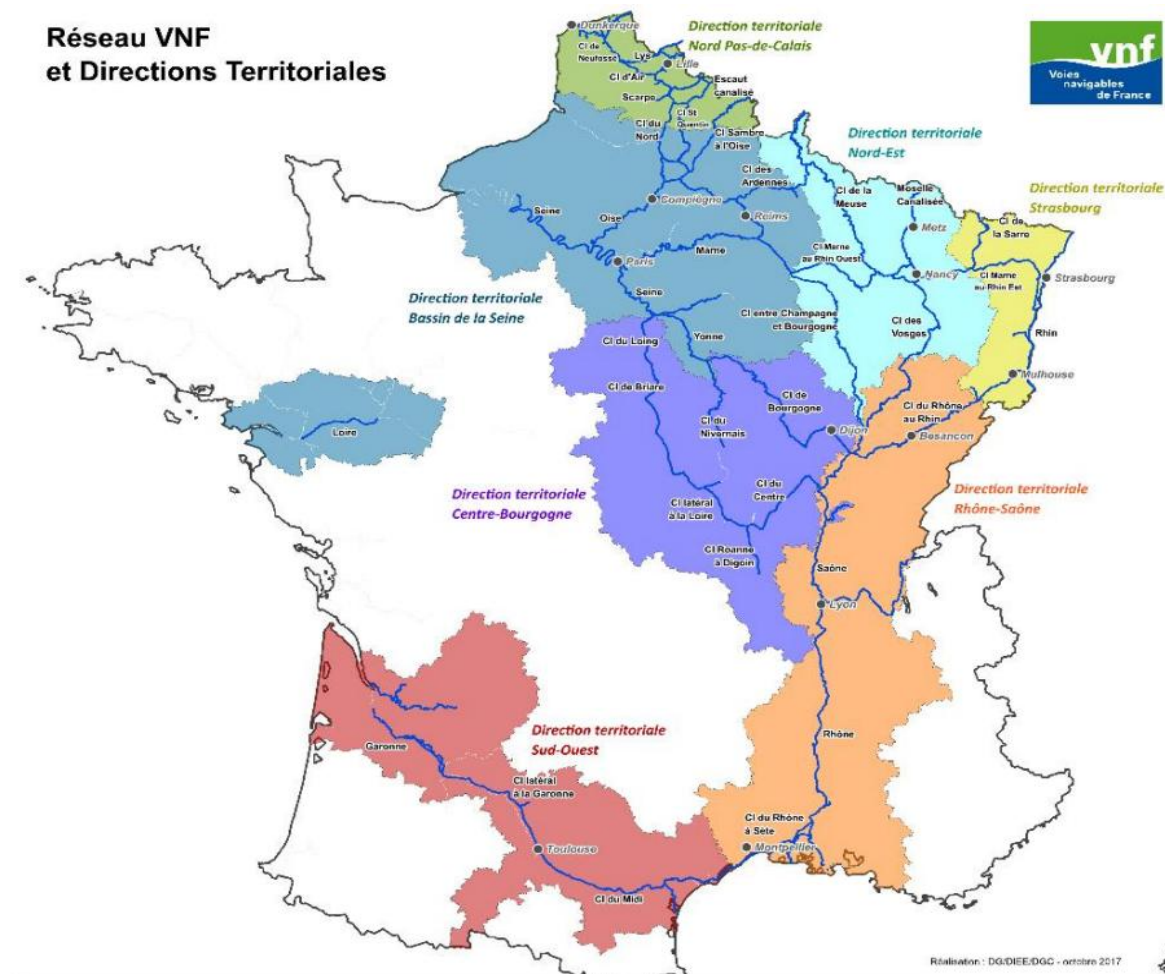 Réseau VNF
et Directions Territoriales
vnf
Voies
navigables
de France
Direction territoriale
Nord Pas-de-Calais
Dunkerque
Cl de
Neufossé
Lys
Lille
Cl d'Air
Escaut
canalisé
Scarpe
Cl St
Quentin
Cl du
Nord
Cl Sambre
à l'Oise
Direction territoriale
Nord-Est
Cl des
Ardennes
Cl de la
Meuse
Moselle
Canalisée
Direction territoriale
Strasbourg
Compiègne
Seine
Oise
Reims
Metz
Cl de
la Sarre
Marne
Cl Marne
au Rhin Ouest
Paris
Nancy
Cl Marne
au Rhin Est
Strasbourg
Seine
Direction territoriale
Bassin de la Seine
Cl entre Champagne
et Bourgogne
Cl des
Vosges
Rhin
Cl du Loing
Yonne
Mulhouse
Cl de Briare
Cl de
Bourgogne
Cl du Rhône
au Rhin
Cl du
Nivernais
Dijon
Besancon
Loire
Direction territoriale
Centre-Bourgogne
Cl du
Centre
Direction territoriale
Rhône-Saône
Cl latéral
à la Loire
Cl Roanne
à Digoin
Saône
Lyon
Direction territoriale
Sud-Ouest
Rhône
Garonne
Cl latéral
à la Garonne
Cl du Rhône
à Sète
Toulouse
Montpellier
Cl du Midi
Réalisation : DG/DIEE/DGC - octobre 2017